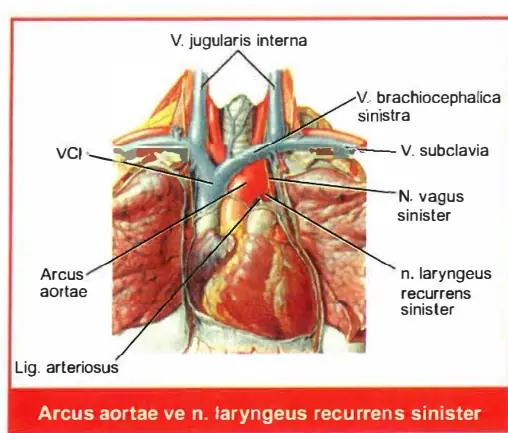 V. jugularis interna
V. brachiocephalica
sinistra
V. subclavia
VCI
N. vagus
sinister
Arcus
aortae
n. laryngeus
recurrens
sinister
Lig. arteriosus
Arcus aortae ve n. laryngeus recurrens sinister